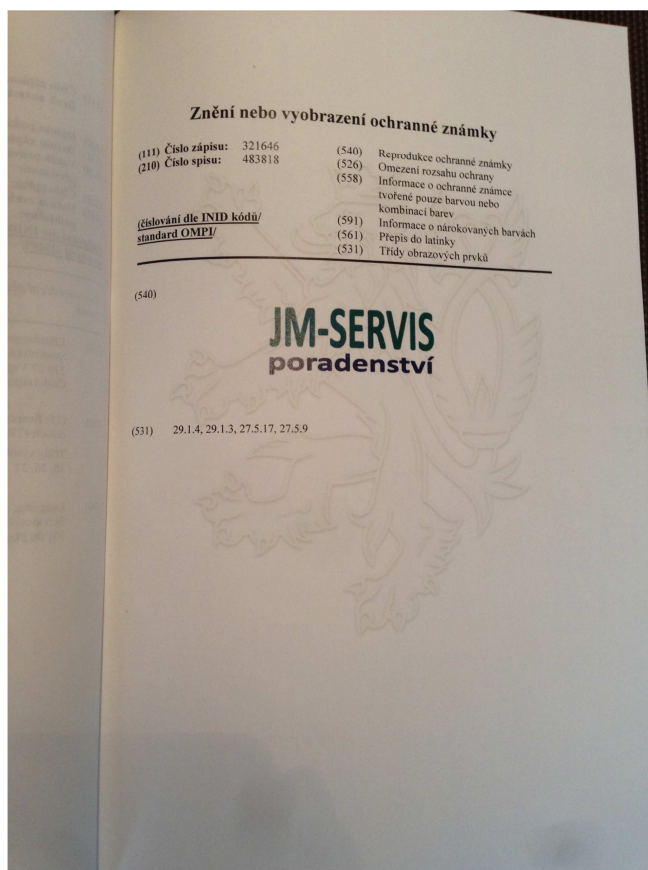 Znění nebo vyobrazení ochranné známky
(111) Číslo zápisu: 321646
(210) Číslo spisu: 483818
(číslování dle INID kódů/
standard OMPI/
(540) Reprodukce ochranné známky
(526) Omezení rozsahu ochrany
(558) Informace o ochranné známce
tvořené pouze barvou nebo
kombinací barev
(591) Informace o nárokovaných barvách
(561) Přepis do latinky
(531) Třídy obrazových prvků
(540)
JM-SERVIS
poradenství
(531) 29.1.4, 29.1.3, 27.5.17, 27.5.9